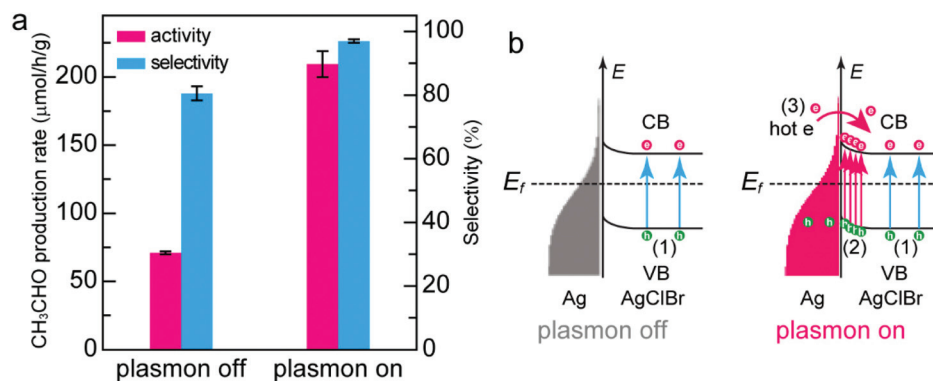 a
CH₃CHO production rate (μmol/h/g)
200
150
100
50
0
activity
selectivity
100
80
60
40
20
0
Selectivity (%)
plasmon off
plasmon on
b
E
CB
e e
E_f
h h
(1)
VB
Ag
AgClBr
plasmon off
E
(3) e
hot e
e
CB
e e e e e e
E_f
h h h h h h h h
(2) (1)
VB
Ag
AgClBr
plasmon on